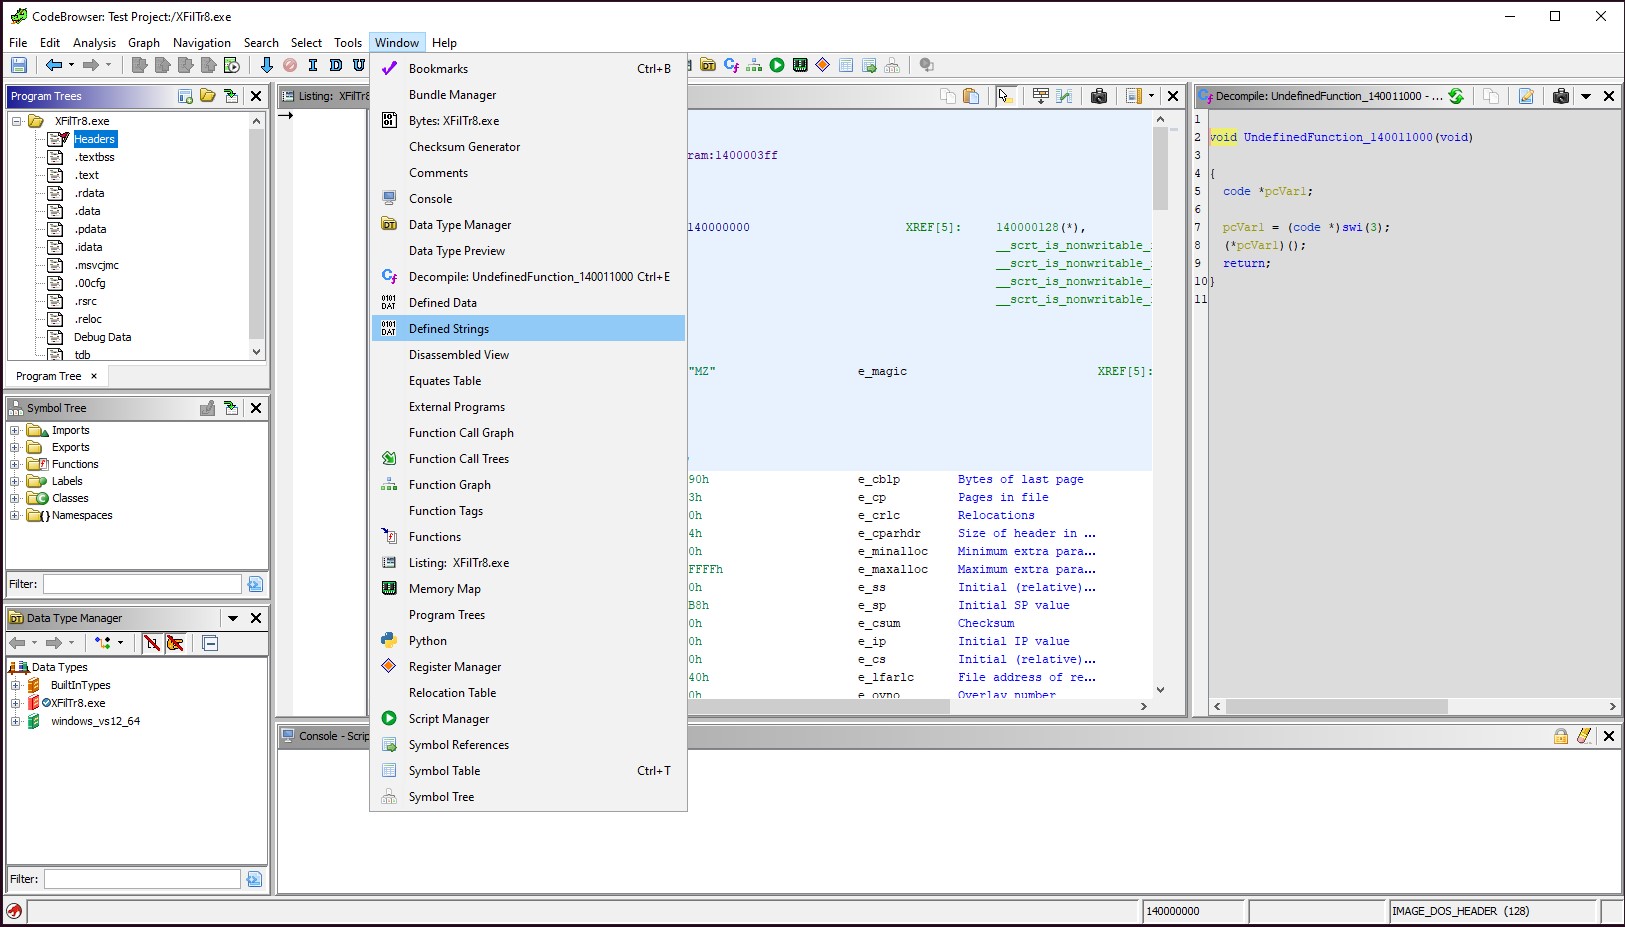 CodeBrowser: Test Project:/XFilTr8.exe
File Edit Analysis Graph Navigation Search Select Tools Window Help
I D U
Program Trees
XFilTr8.exe
Headers
.textbss
.text
.rdata
.data
.pdata
.idata
.msvcjmc
.00cfg
.rsrc
.reloc
Debug Data
tdb
Program Tree ×
Symbol Tree
Imports
Exports
Functions
Labels
Classes
Namespaces
Filter:
Data Type Manager
Data Types
BuiltInTypes
XFilTr8.exe
windows_vs12_64
Filter:
Bookmarks Ctrl+B
Bundle Manager
Bytes: XFilTr8.exe
Checksum Generator
Comments
Console
Data Type Manager
Data Type Preview
Decompile: UndefinedFunction_140011000 Ctrl+E
Defined Data
Defined Strings
Disassembled View
Equates Table
External Programs
Function Call Graph
Function Call Trees
Function Graph
Function Tags
Functions
Listing: XFilTr8.exe
Memory Map
Program Trees
Python
Register Manager
Relocation Table
Script Manager
Symbol References
Symbol Table Ctrl+T
Symbol Tree
Listing: XFilTr8
ram:1400003ff
140000000 XREF[5]: 140000128(*),
__scrt_is_nonwritable_
__scrt_is_nonwritable_
__scrt_is_nonwritable_
__scrt_is_nonwritable_
"MZ" e_magic XREF[5]:
90h e_cblp Bytes of last page
3h e_cp Pages in file
0h e_crlc Relocations
4h e_cparhdr Size of header in ...
0h e_minalloc Minimum extra para...
FFFFh e_maxalloc Maximum extra para...
0h e_ss Initial (relative)...
B8h e_sp Initial SP value
0h e_csum Checksum
0h e_ip Initial IP value
0h e_cs Initial (relative)...
40h e_lfarlc File address of re...
0h e_ovno Overlay number
Decompile: UndefinedFunction_140011000 - ...
1
2 void UndefinedFunction_140011000(void)
3
4 {
5 code *pcVar1;
6
7 pcVar1 = (code *)swi(3);
8 (*pcVar1)();
9 return;
10 }
11
Console - Scrip
140000000
IMAGE_DOS_HEADER (128)